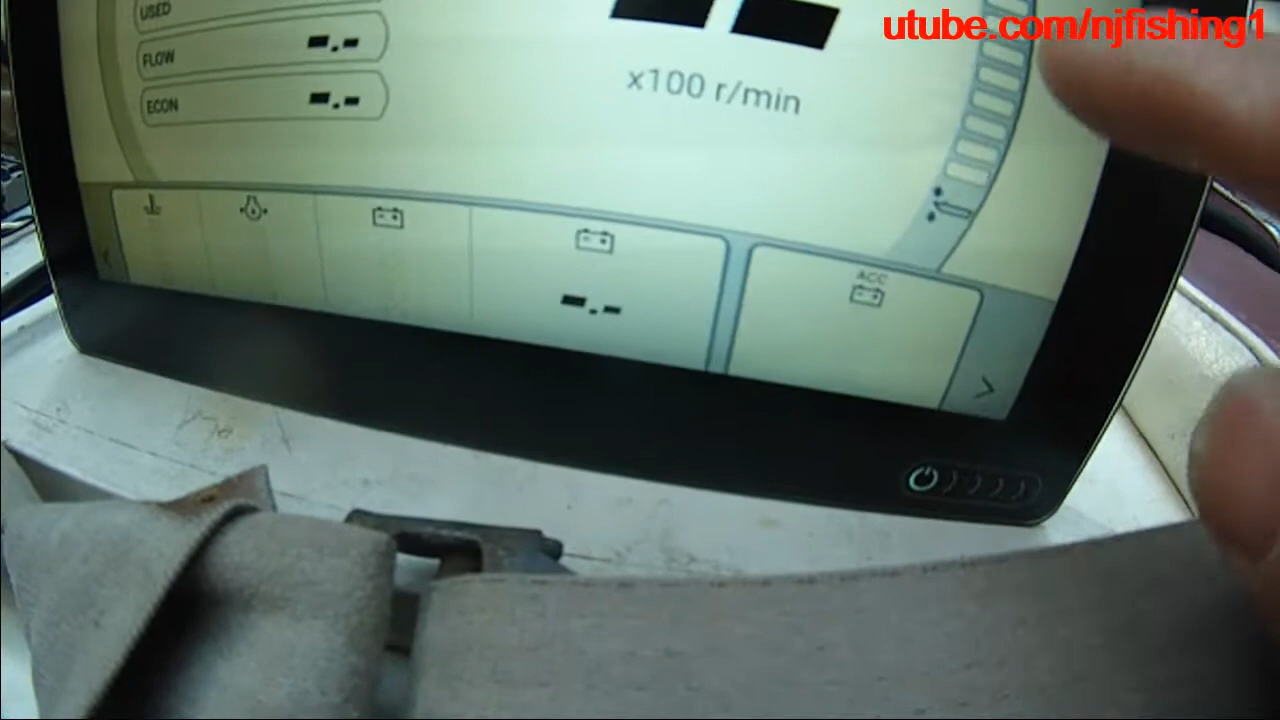 utube.com/njfishing1
USED
FLOW -.-
ECON -.-
x100 r/min
-.-
ACC